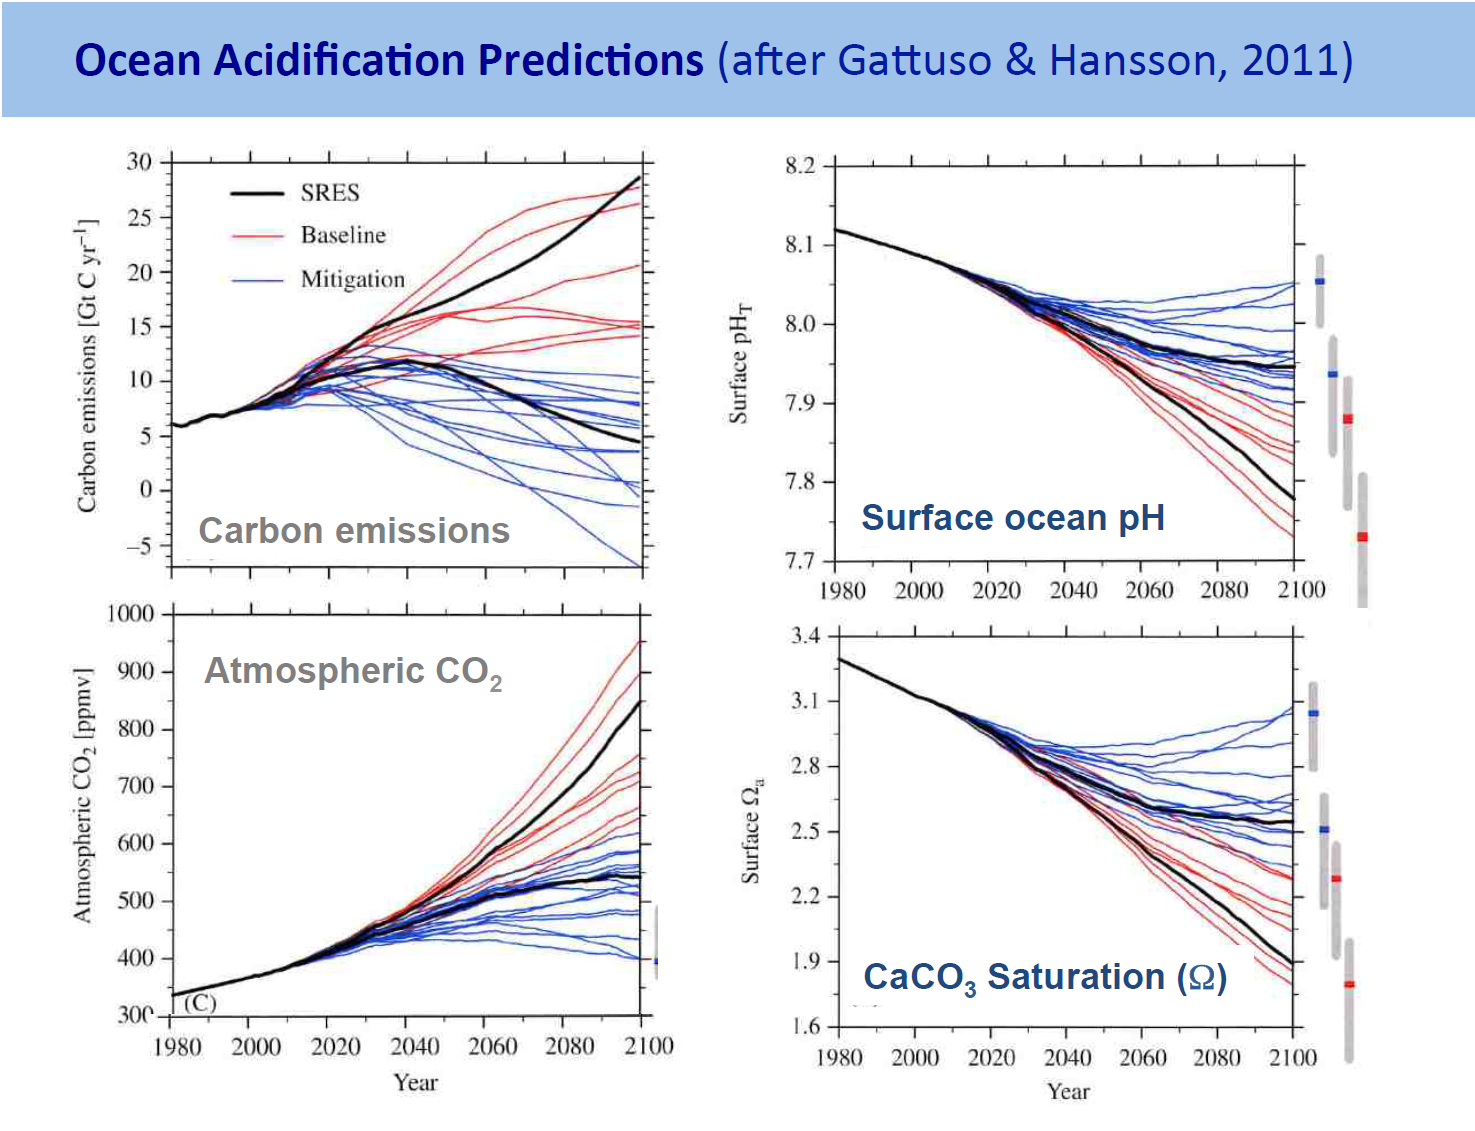 Ocean Acidification Predictions (after Gattuso & Hansson, 2011)
30
25
20
15
10
5
0
–5
Carbon emissions [Gt C yr⁻¹]
SRES
Baseline
Mitigation
Carbon emissions
8.2
8.1
8.0
7.9
7.8
7.7
Surface pHT
Surface ocean pH
1980 2000 2020 2040 2060 2080 2100
1000
900
800
700
600
500
400
300
Atmospheric CO₂ [ppmv]
Atmospheric CO₂
(C)
1980 2000 2020 2040 2060 2080 2100
Year
3.4
3.1
2.8
2.5
2.2
1.9
1.6
Surface Ωa
CaCO₃ Saturation (Ω)
1980 2000 2020 2040 2060 2080 2100
Year